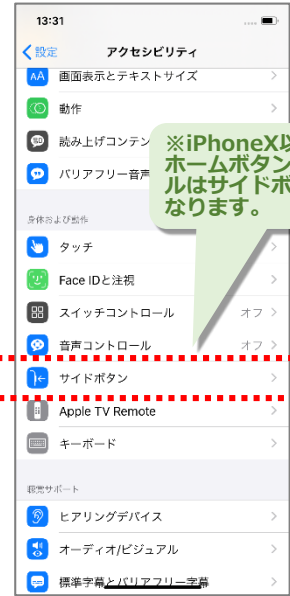 13:31
設定
アクセシビリティ
AA 画面表示とテキストサイズ
動作
読み上げコンテン
バリアフリー音声
※iPhoneX以
ホームボタン
ルはサイドボ
なります。
身体および動作
タッチ
Face IDと注視
スイッチコントロール オフ
音声コントロール オフ
サイドボタン
Apple TV Remote
キーボード
聴覚サポート
ヒアリングデバイス
オーディオ/ビジュアル
標準字幕とバリアフリー字幕